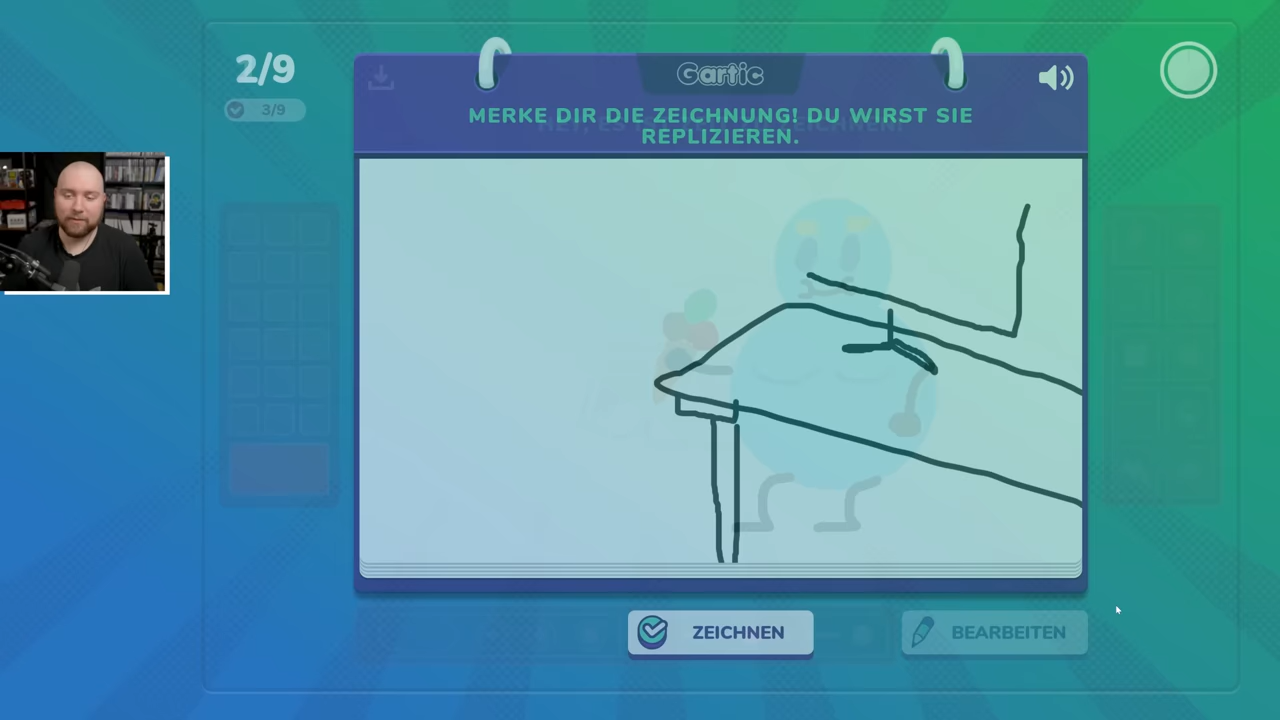 2/9
3/9
Gartic
MERKE DIR DIE ZEICHNUNG! DU WIRST SIE
REPLIZIEREN.
ZEICHNEN
BEARBEITEN